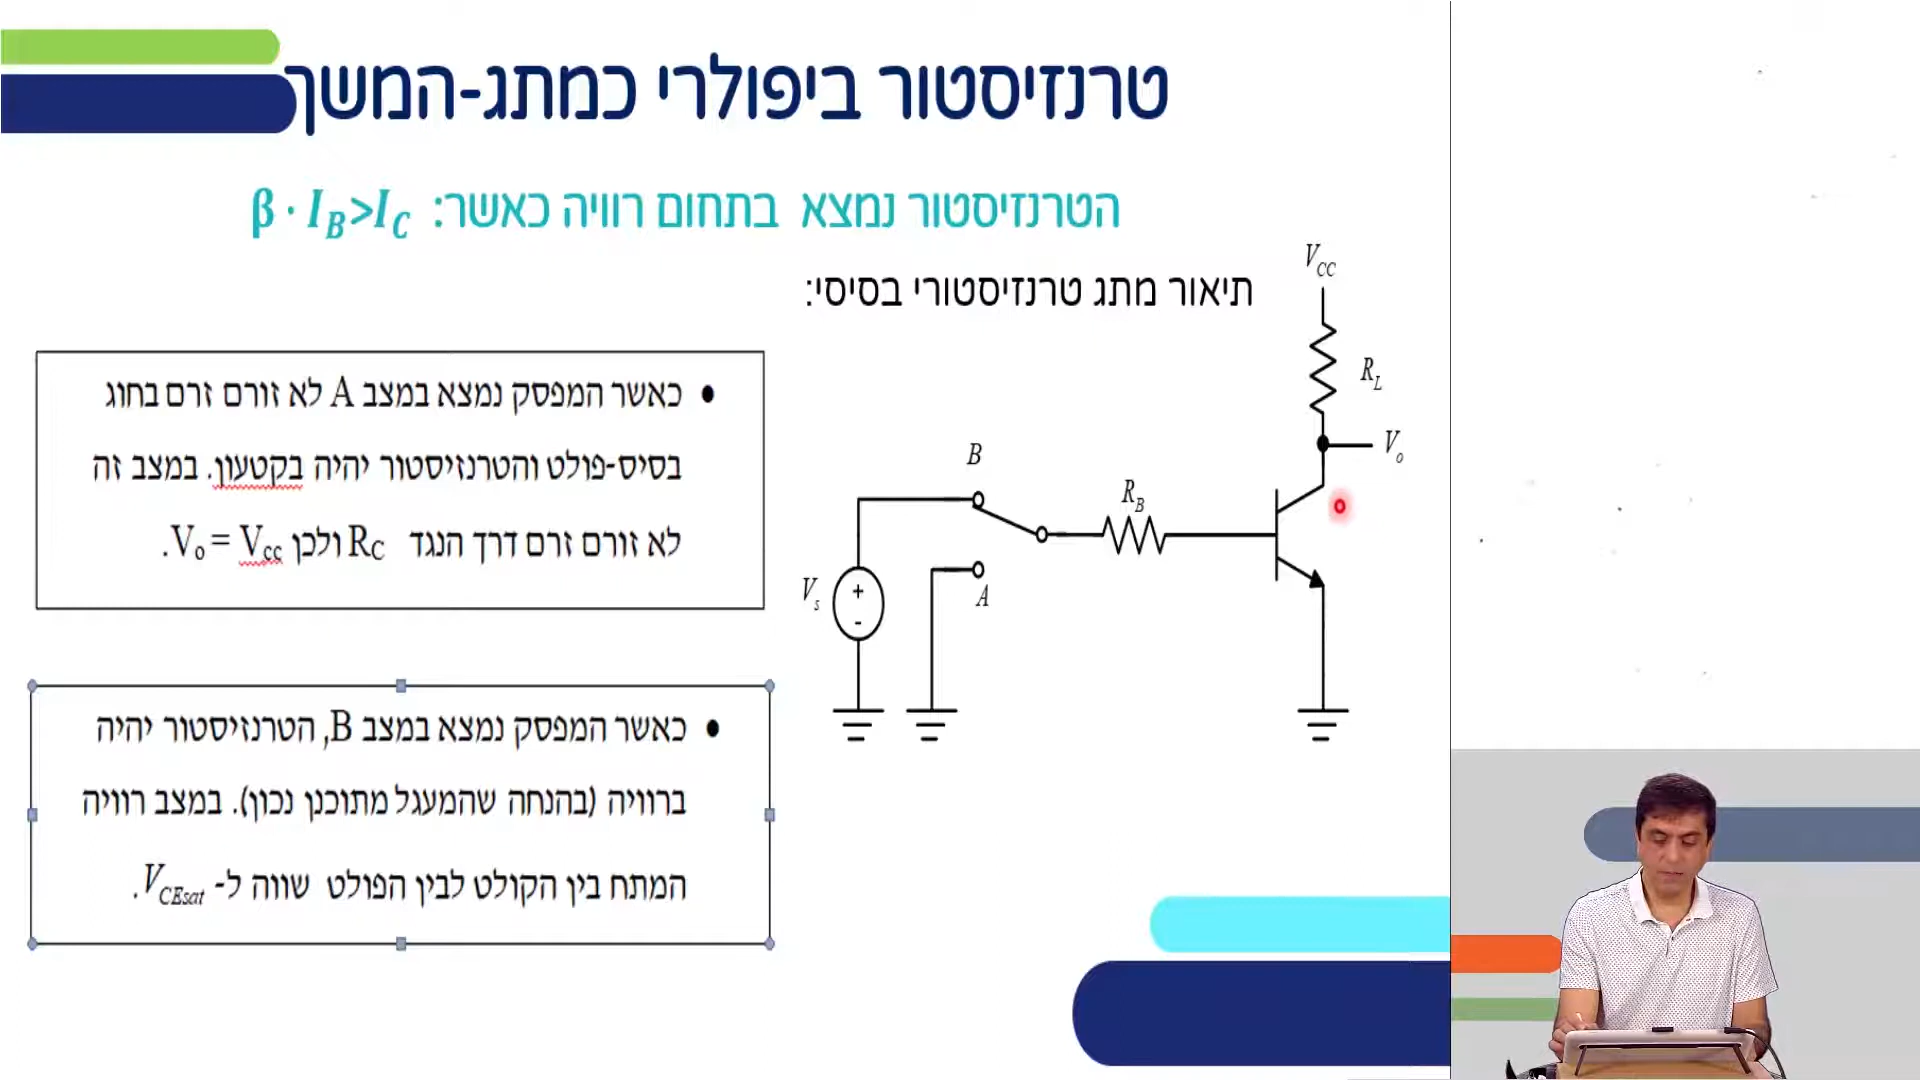 טרנזיסטור ביפולרי כמתג-המשך
הטרנזיסטור נמצא בתחום רוויה כאשר: β · I_B>I_C
תיאור מתג טרנזיסטורי בסיסי:
• כאשר המפסק נמצא במצב A לא זורם זרם בחוג
בסיס-פולט והטרנזיסטור יהיה בקטעון. במצב זה
לא זורם זרם דרך הנגד R_C ולכן V_o = V_cc.
• כאשר המפסק נמצא במצב B, הטרנזיסטור יהיה
ברוויה (בהנחה שהמעגל מתוכנן נכון). במצב רוויה
המתח בין הקולט לבין הפולט שווה ל- V_CEsat.
V_CC
R_L
V_o
B
R_B
A
V_s
+
-